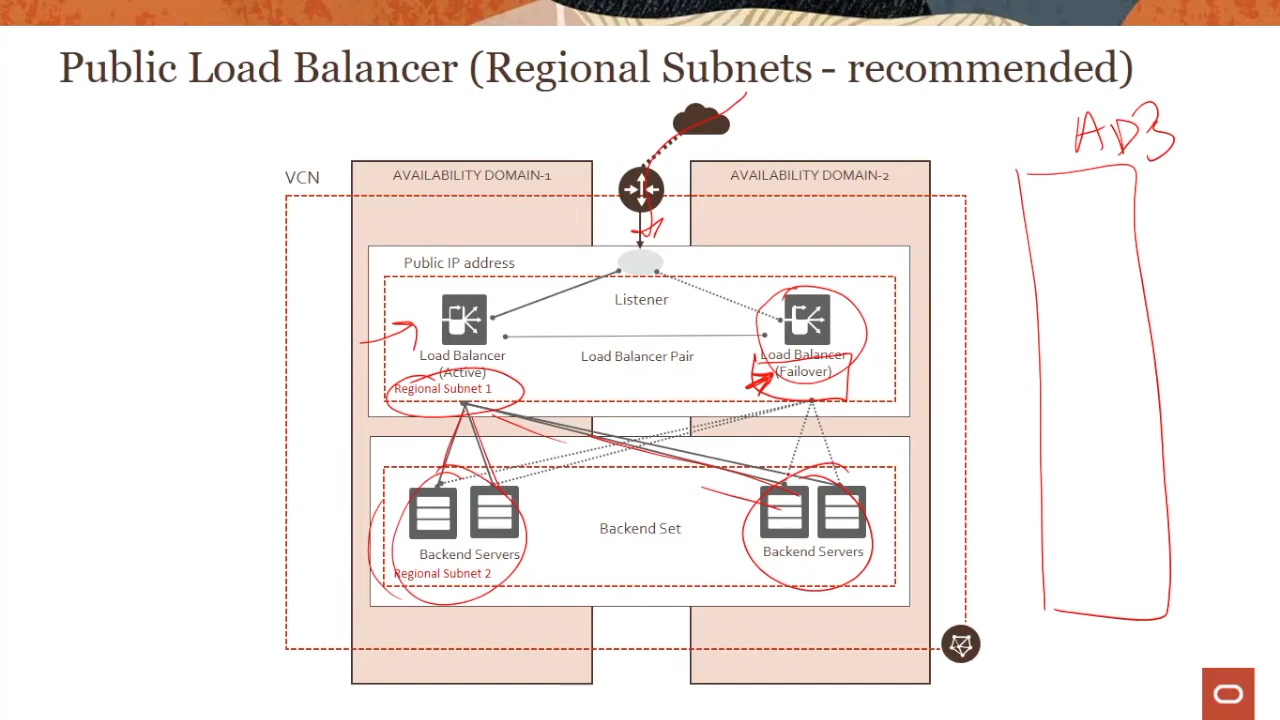 Public Load Balancer (Regional Subnets - recommended)
AD3
VCN
AVAILABILITY DOMAIN-1
AVAILABILITY DOMAIN-2
Public IP address
Listener
Load Balancer
(Active)
Load Balancer Pair
Load Balancer
(Failover)
Regional Subnet 1
Backend Set
Backend Servers
Backend Servers
Regional Subnet 2